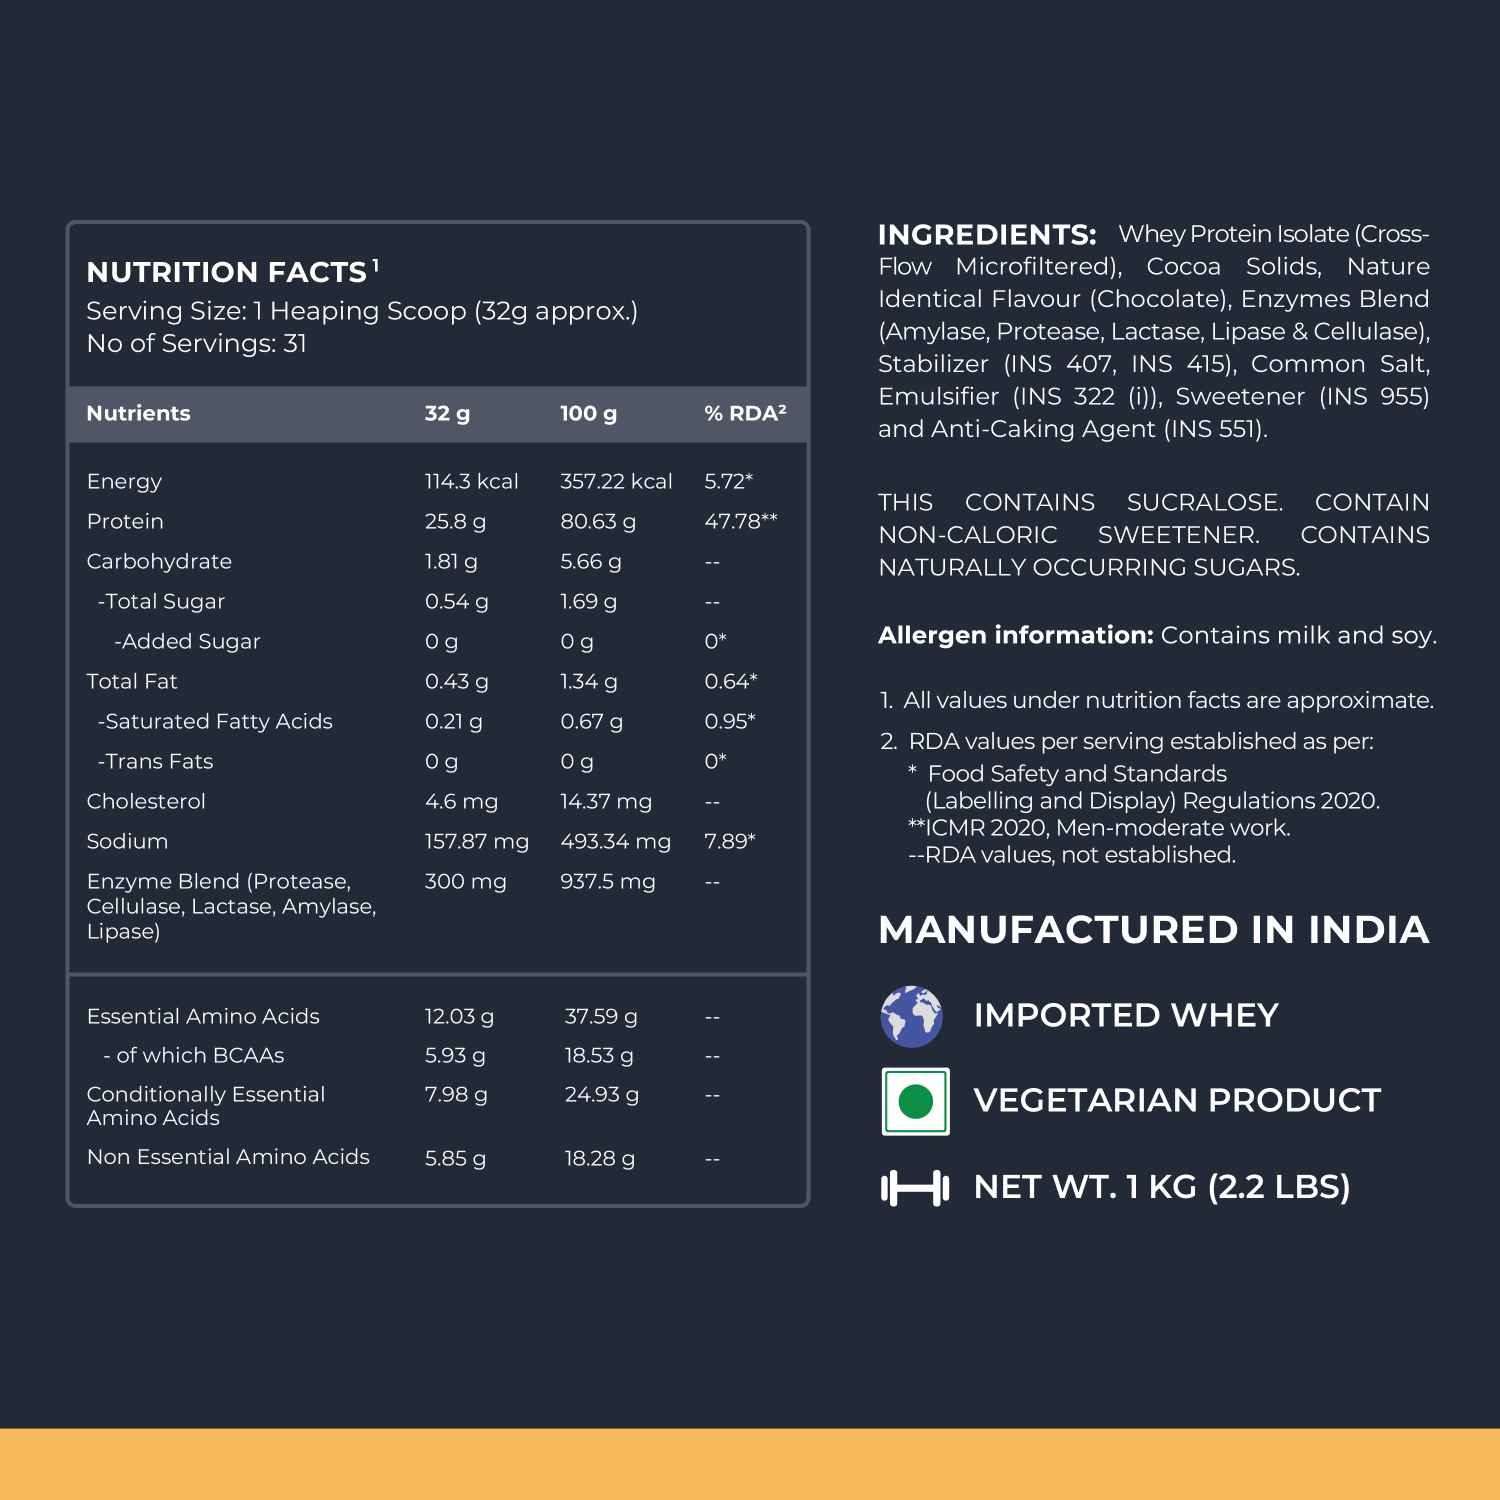 NUTRITION FACTS ¹
Serving Size: 1 Heaping Scoop (32g approx.)
No of Servings: 31
Nutrients 32 g 100 g % RDA²
Energy 114.3 kcal 357.22 kcal 5.72*
Protein 25.8 g 80.63 g 47.78**
Carbohydrate 1.81 g 5.66 g --
-Total Sugar 0.54 g 1.69 g --
-Added Sugar 0 g 0 g 0*
Total Fat 0.43 g 1.34 g 0.64*
-Saturated Fatty Acids 0.21 g 0.67 g 0.95*
-Trans Fats 0 g 0 g 0*
Cholesterol 4.6 mg 14.37 mg --
Sodium 157.87 mg 493.34 mg 7.89*
Enzyme Blend (Protease, 300 mg 937.5 mg --
Cellulase, Lactase, Amylase,
Lipase)
Essential Amino Acids 12.03 g 37.59 g --
- of which BCAAs 5.93 g 18.53 g --
Conditionally Essential 7.98 g 24.93 g --
Amino Acids
Non Essential Amino Acids 5.85 g 18.28 g --
INGREDIENTS: Whey Protein Isolate (Cross-
Flow Microfiltered), Cocoa Solids, Nature
Identical Flavour (Chocolate), Enzymes Blend
(Amylase, Protease, Lactase, Lipase & Cellulase),
Stabilizer (INS 407, INS 415), Common Salt,
Emulsifier (INS 322 (i)), Sweetener (INS 955)
and Anti-Caking Agent (INS 551).
THIS CONTAINS SUCRALOSE. CONTAIN
NON-CALORIC SWEETENER. CONTAINS
NATURALLY OCCURRING SUGARS.
Allergen information: Contains milk and soy.
1. All values under nutrition facts are approximate.
2. RDA values per serving established as per:
* Food Safety and Standards
(Labelling and Display) Regulations 2020.
**ICMR 2020, Men-moderate work.
--RDA values, not established.
MANUFACTURED IN INDIA
IMPORTED WHEY
VEGETARIAN PRODUCT
NET WT. 1 KG (2.2 LBS)